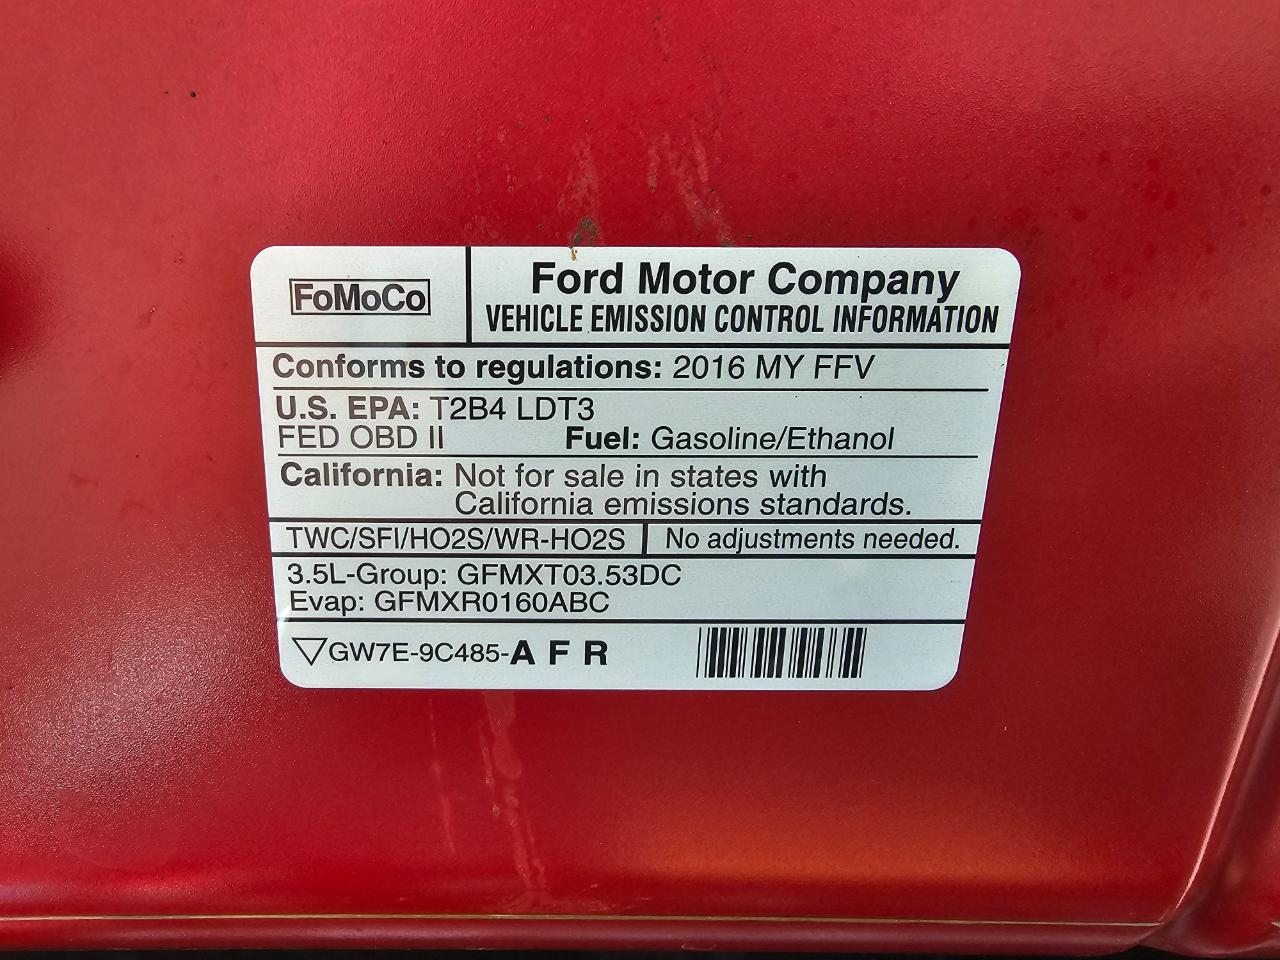 FoMoCo
Ford Motor Company
VEHICLE EMISSION CONTROL INFORMATION
Conforms to regulations: 2016 MY FFV
U.S. EPA: T2B4 LDT3
FED OBD II Fuel: Gasoline/Ethanol
California: Not for sale in states with
California emissions standards.
TWC/SFI/HO2S/WR-HO2S No adjustments needed.
3.5L-Group: GFMXT03.53DC
Evap: GFMXR0160ABC
GW7E-9C485-A F R